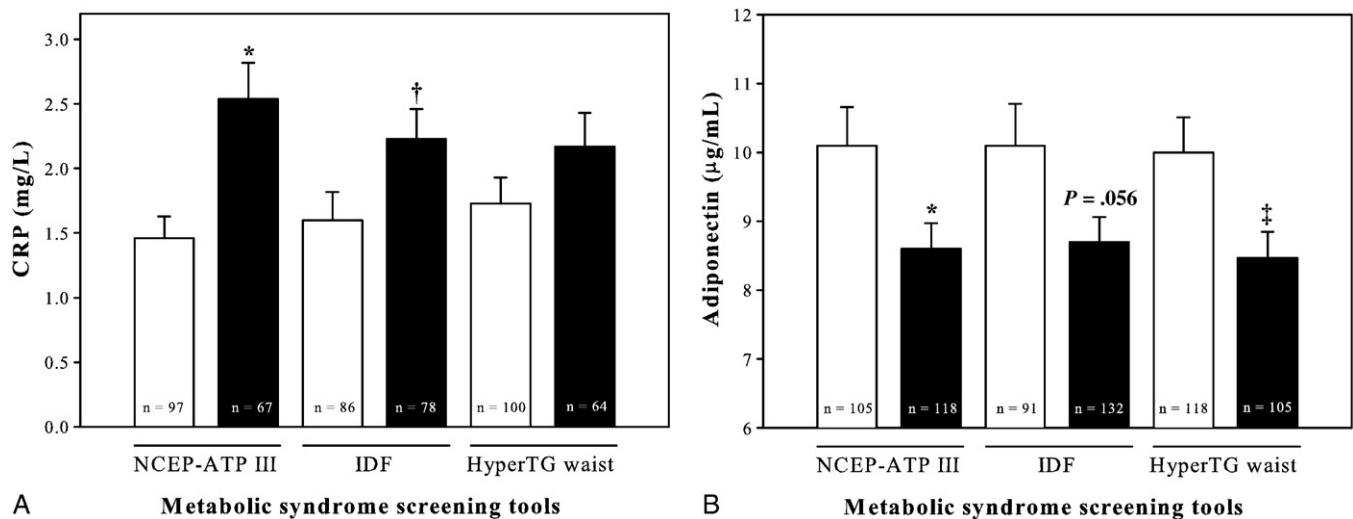 3.0
2.5
2.0
1.5
1.0
0.5
0.0
CRP (mg/L)
*
†
n = 97
n = 67
n = 86
n = 78
n = 100
n = 64
NCEP-ATP III
IDF
HyperTG waist
A
Metabolic syndrome screening tools
12
11
10
9
8
7
6
Adiponectin (µg/mL)
*
P = .056
‡
n = 105
n = 118
n = 91
n = 132
n = 118
n = 105
NCEP-ATP III
IDF
HyperTG waist
B
Metabolic syndrome screening tools